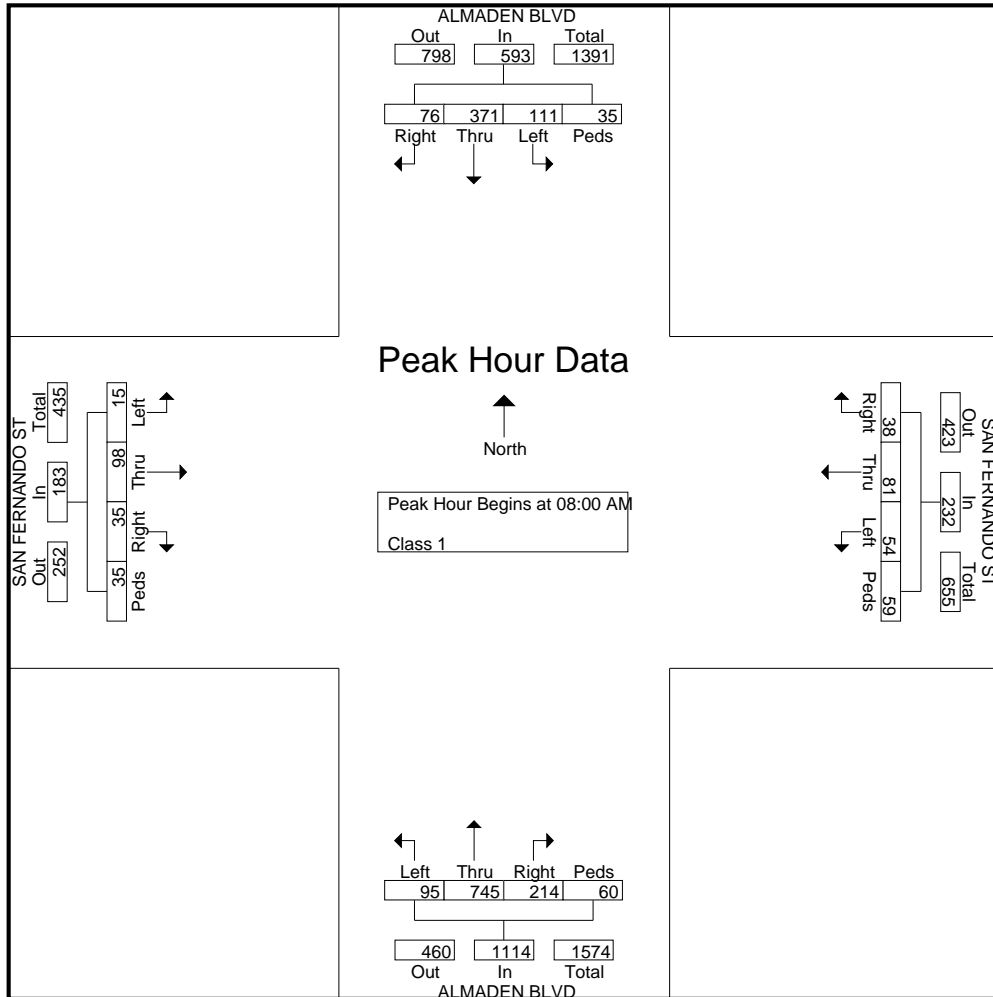 ALMADEN BLVD
Out In Total
798 593 1391
76 371 111 35
Right Thru Left Peds
Peak Hour Data
North
Peak Hour Begins at 08:00 AM
Class 1
SAN FERNANDO ST
Total In Out
435 183 252
15 98 35 35
Left Thru Right Peds
SAN FERNANDO ST
Out In Total
423 232 655
38 81 54 59
Right Thru Left Peds
Left Thru Right Peds
95 745 214 60
460 1114 1574
Out In Total
ALMADEN BLVD